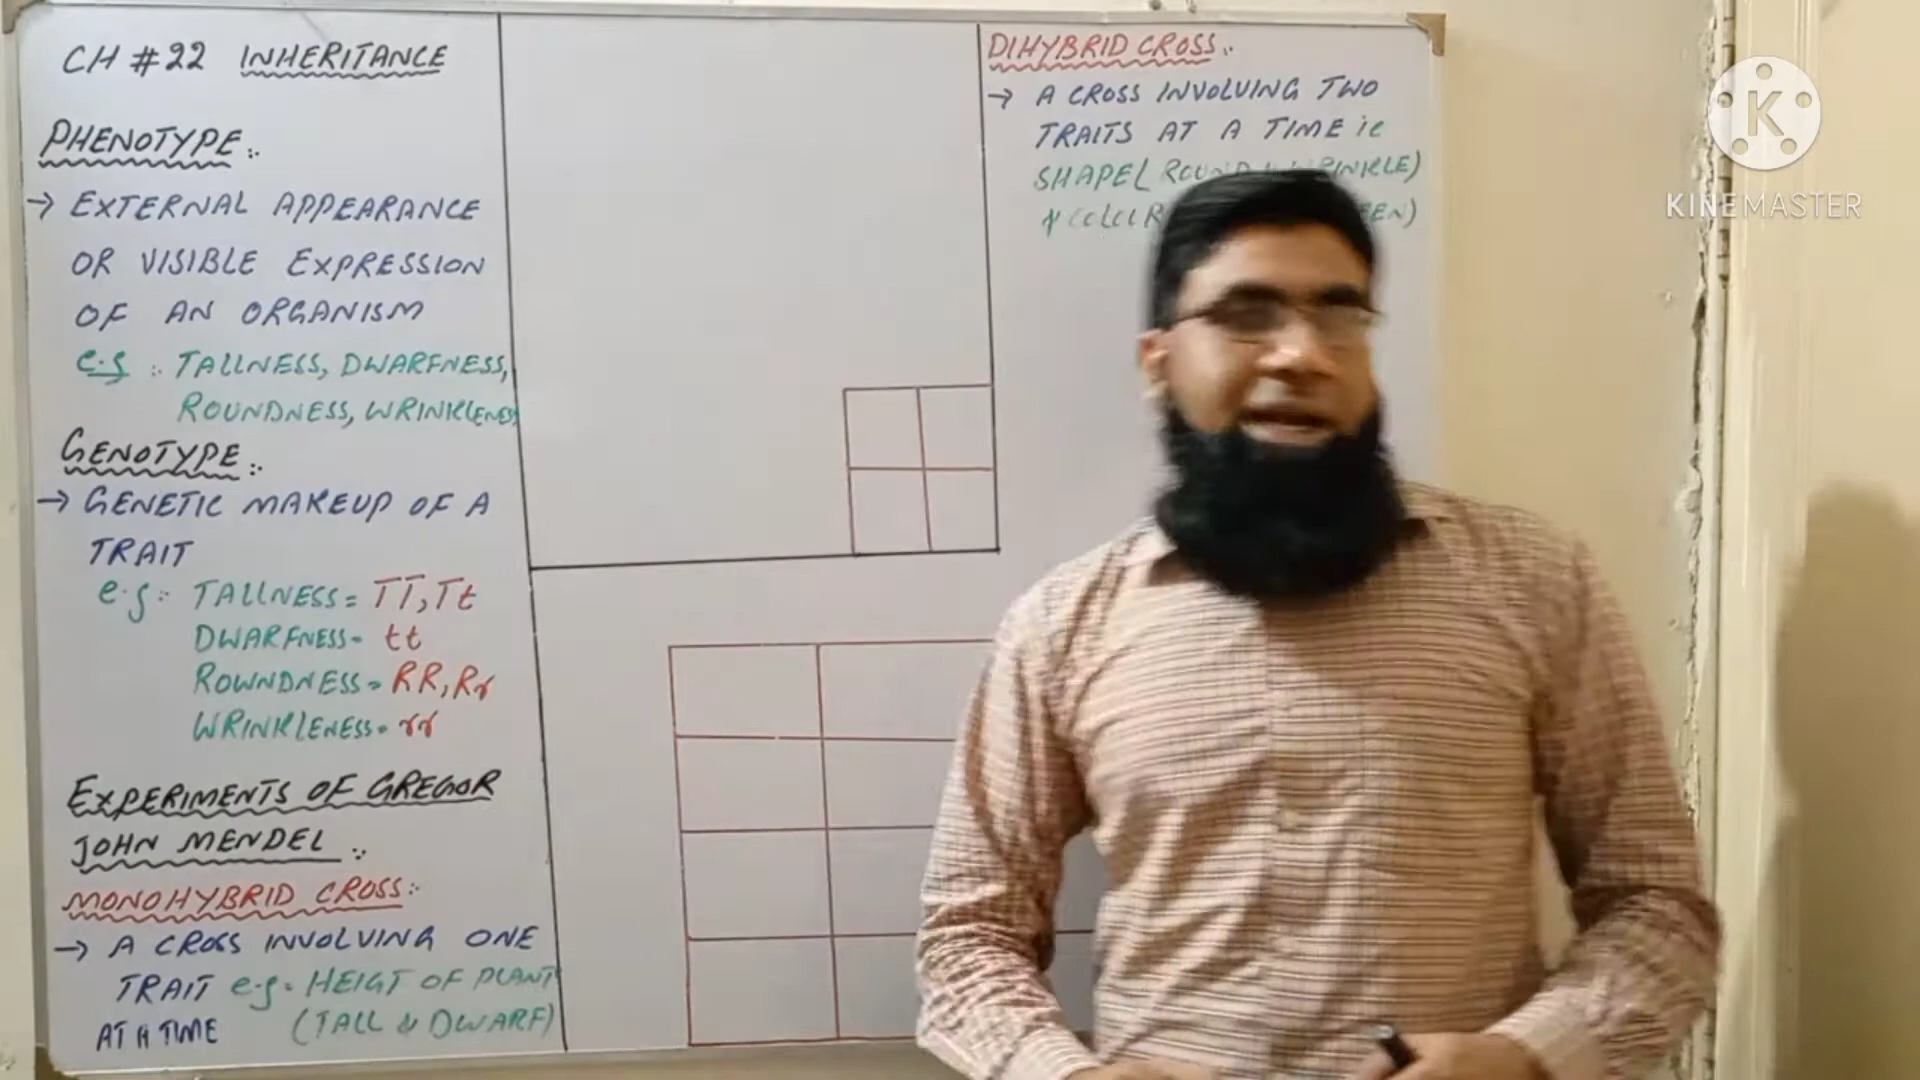 CH # 22 INHERITANCE
PHENOTYPE :.
→ EXTERNAL APPEARANCE
OR VISIBLE EXPRESSION
OF AN ORGANISM
e.g :. TALLNESS, DWARFNESS,
ROUNDNESS, WRINKLENESS
GENOTYPE :.
→ GENETIC MAKEUP OF A
TRAIT
e.g :. TALLNESS = TT, Tt
DWARFNESS = tt
ROWNDNESS = RR, Rr
WRINKLENESS = rr
EXPERIMENTS OF GREGOR
JOHN MENDEL :.
MONOHYBRID CROSS :.
→ A CROSS INVOLVING ONE
TRAIT e.g = HEIGT OF PLANT
AT A TIME (TALL & DWARF)
DIHYBRID CROSS :.
→ A CROSS INVOLVING TWO
TRAITS AT A TIME ie
SHAPE (ROUND
K
KINEMASTER